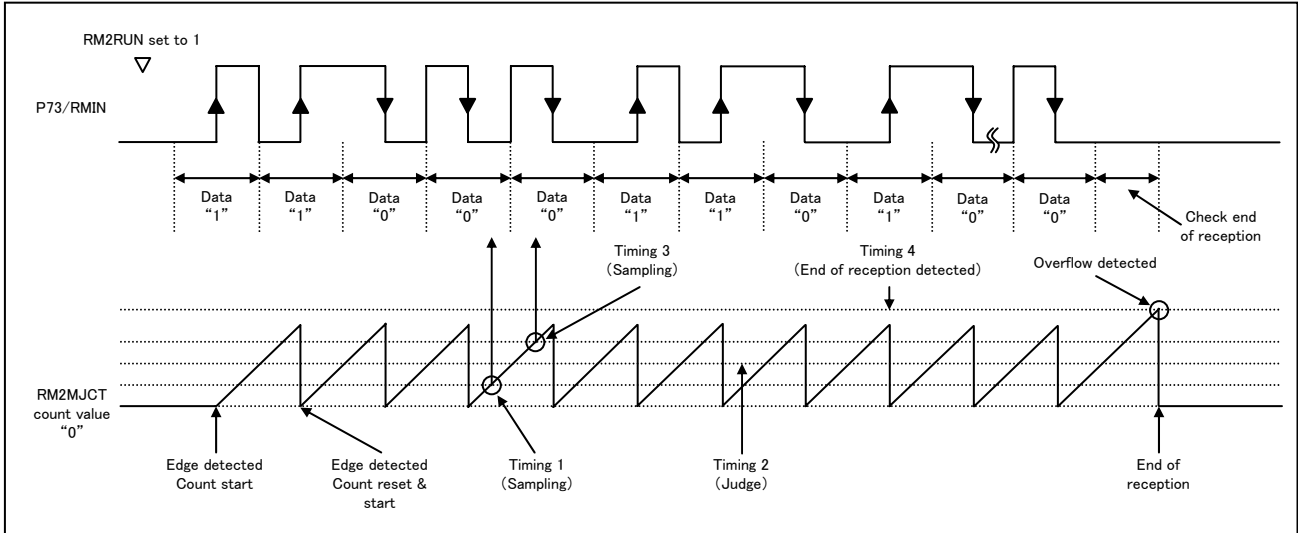 RM2RUN set to 1
P73/RMIN
Data Data Data Data Data Data Data Data Data Data Data
“1” “1” “0” “0” “0” “1” “1” “0” “1” “0” “0”
Check end
of reception
Timing 3
(Sampling)
Timing 4
(End of reception detected)
Overflow detected
RM2MJCT
count value
“0”
Edge detected
Count start
Edge detected
Count reset &
start
Timing 1
(Sampling)
Timing 2
(Judge)
End of
reception